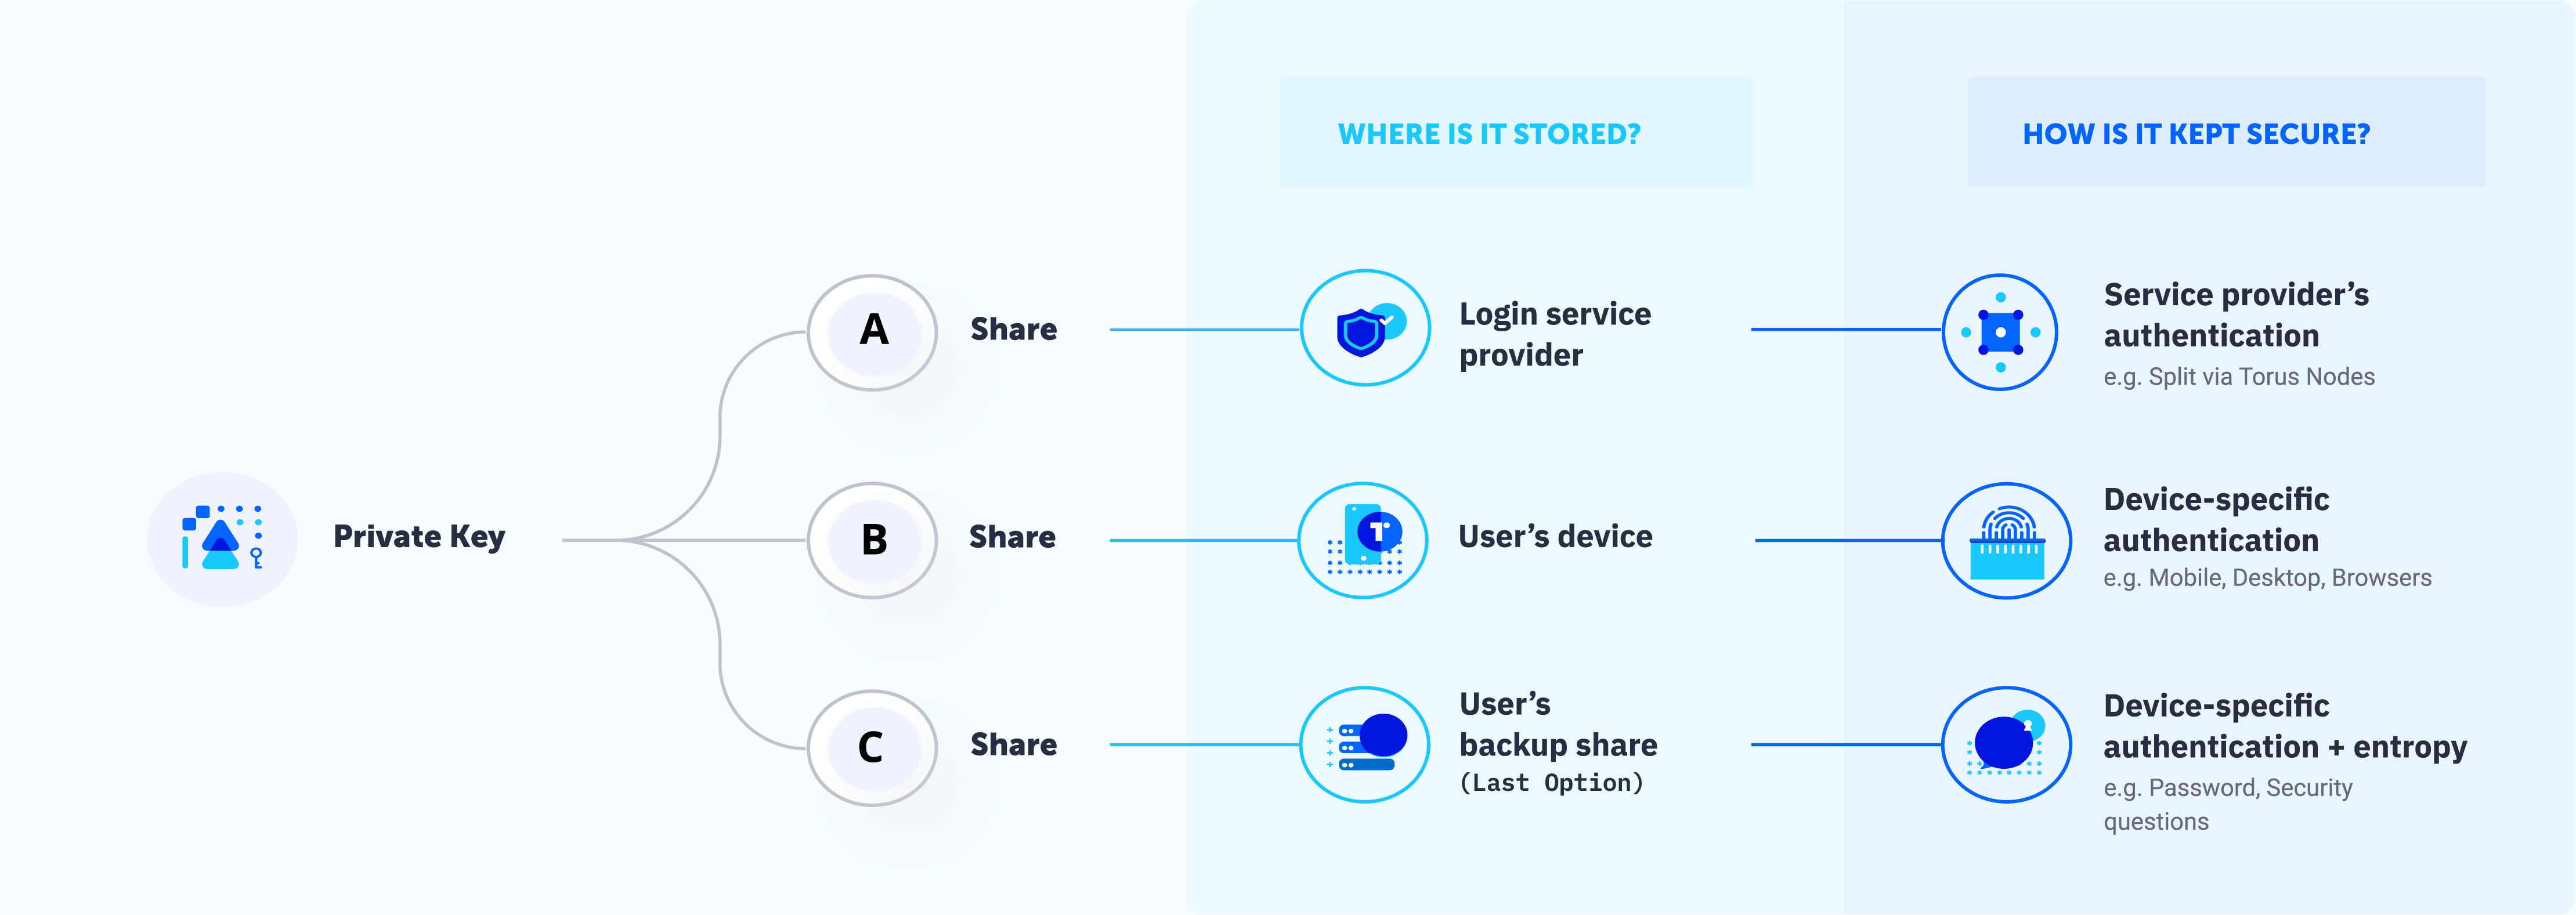 WHERE IS IT STORED?
HOW IS IT KEPT SECURE?
Private Key
A
Share
Login service
provider
Service provider’s
authentication
e.g. Split via Torus Nodes
B
Share
T
User’s device
Device-specific
authentication
e.g. Mobile, Desktop, Browsers
C
Share
User’s
backup share
(Last Option)
Device-specific
authentication + entropy
e.g. Password, Security
questions